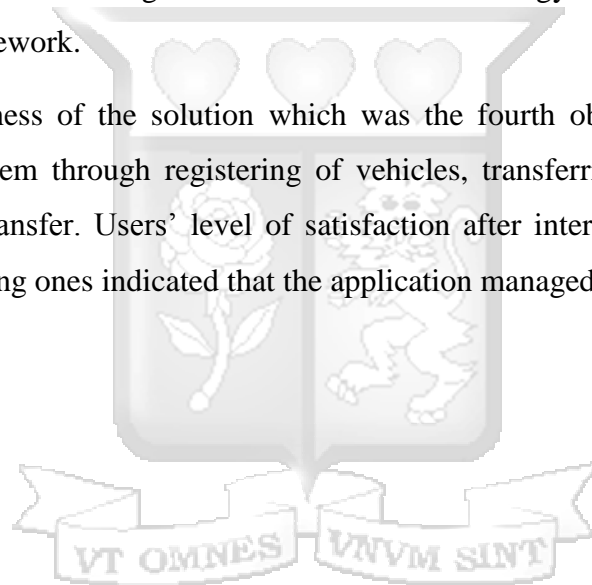 ework.
ness of the solution which was the fourth ob
em through registering of vehicles, transferr
ansfer. Users' level of satisfaction after inter
ng ones indicated that the application managed
VT OMNES VNVM SINT